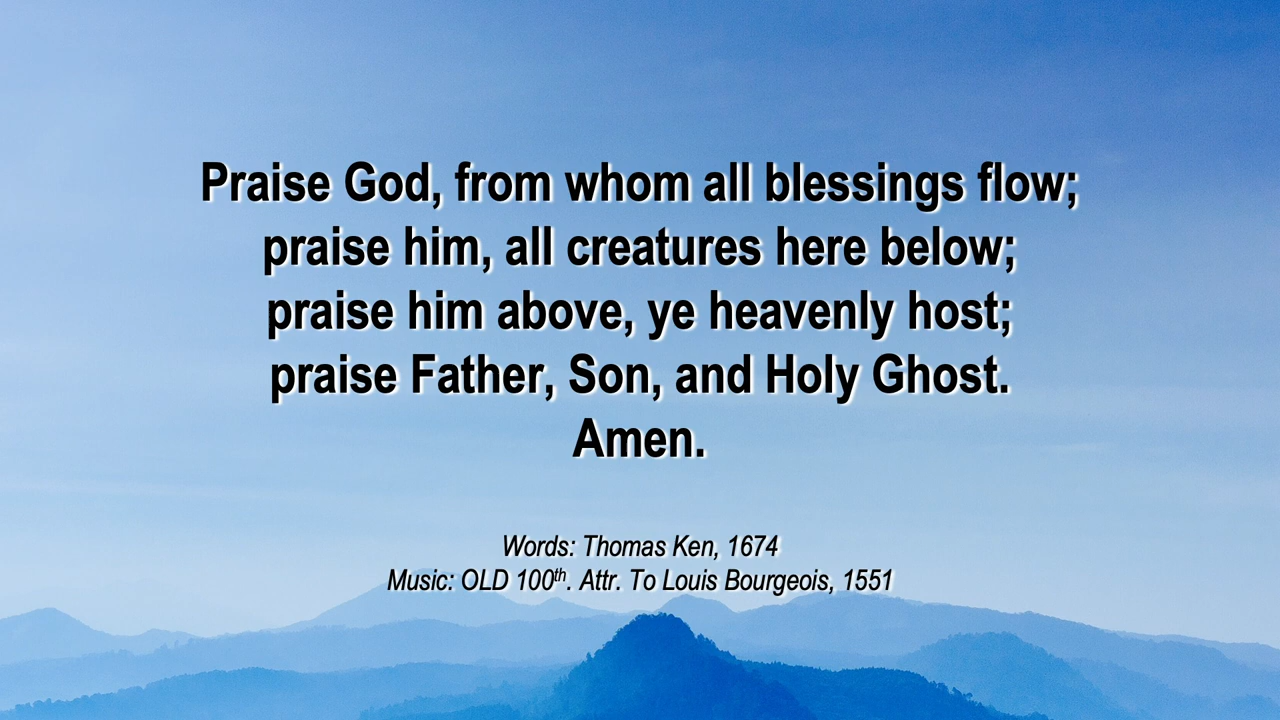 Praise God, from whom all blessings flow;
praise him, all creatures here below;
praise him above, ye heavenly host;
praise Father, Son, and Holy Ghost.
Amen.
Words: Thomas Ken, 1674
Music: OLD 100th. Attr. To Louis Bourgeois, 1551